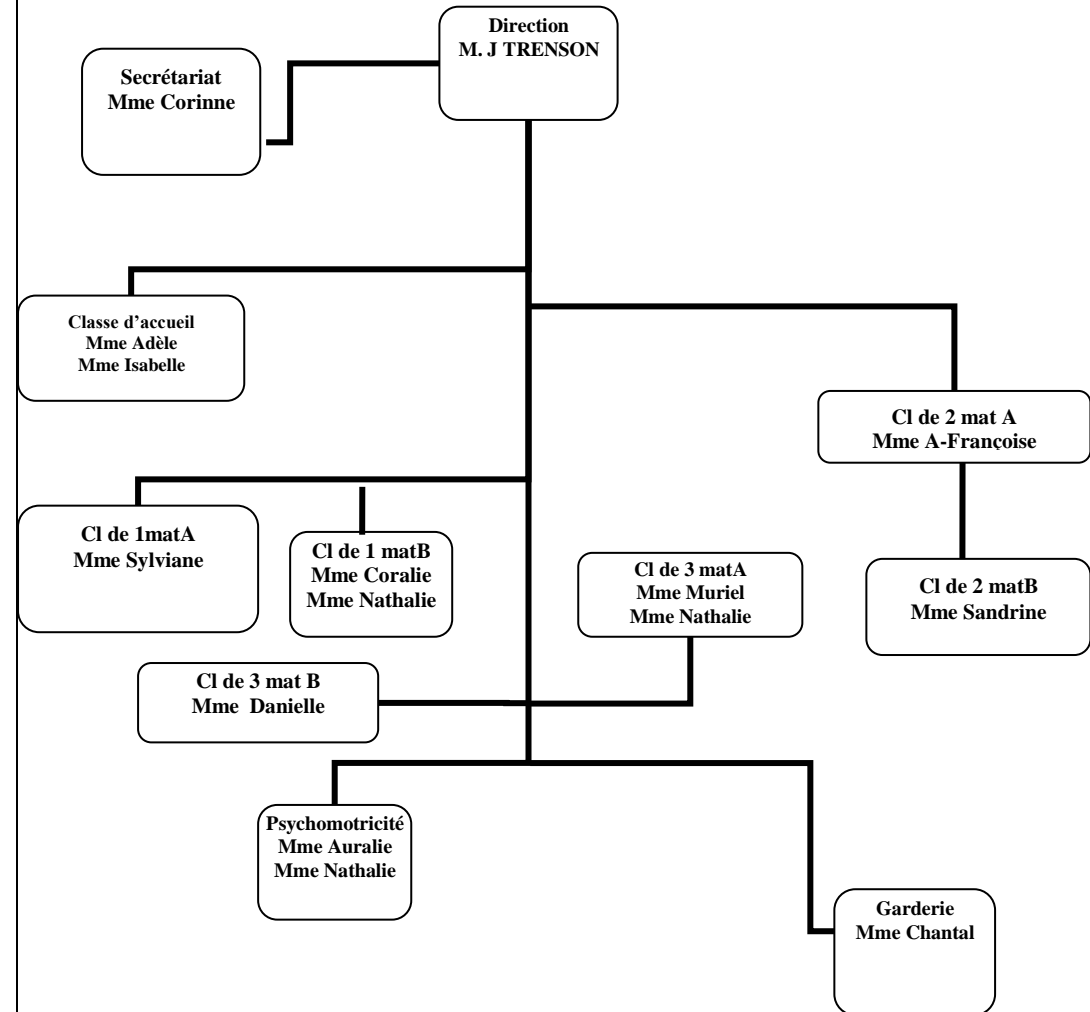 Direction
M. J TRENSON
Secrétariat
Mme Corinne
Classe d'accueil
Mme Adèle
Mme Isabelle
Cl de 2 mat A
Mme A-Françoise
Cl de 1matA
Mme Sylviane
Cl de 1 matB
Mme Coralie
Mme Nathalie
Cl de 3 matA
Mme Muriel
Mme Nathalie
Cl de 2 matB
Mme Sandrine
Cl de 3 mat B
Mme Danielle
Psychomotricité
Mme Auralie
Mme Nathalie
Garderie
Mme Chantal